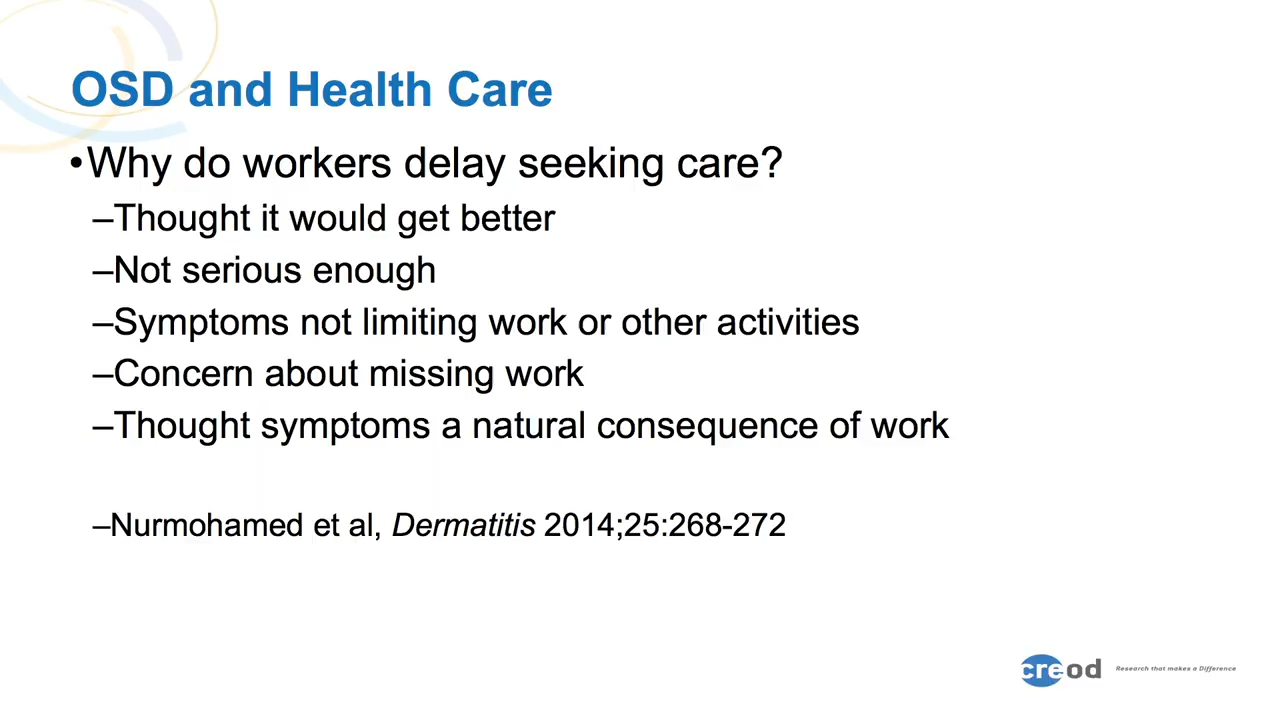 OSD and Health Care
•Why do workers delay seeking care?
–Thought it would get better
–Not serious enough
–Symptoms not limiting work or other activities
–Concern about missing work
–Thought symptoms a natural consequence of work
–Nurmohamed et al, Dermatitis 2014;25:268-272
creod Research that makes a Difference